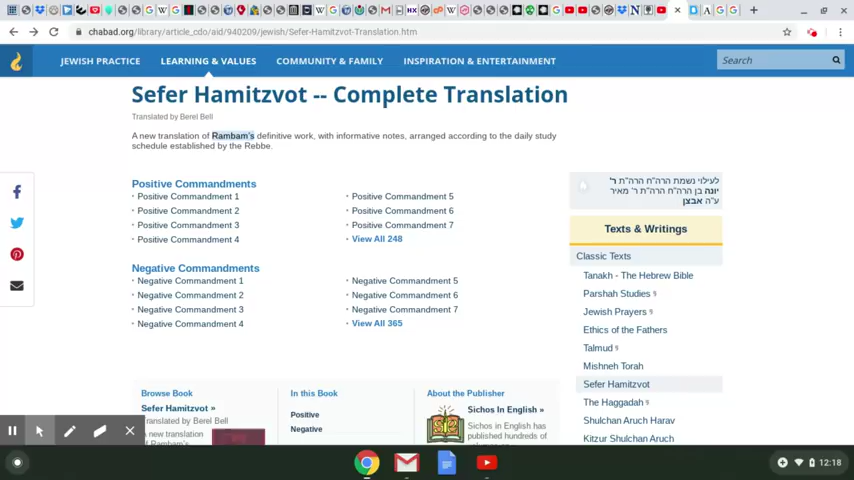 chabad.org/library/article_cdo/aid/940209/jewish/Sefer-Hamitzvot-Translation.htm
JEWISH PRACTICE
LEARNING & VALUES
COMMUNITY & FAMILY
INSPIRATION & ENTERTAINMENT
Search
Sefer Hamitzvot -- Complete Translation
Translated by Berel Bell
A new translation of Rambam's definitive work, with informative notes, arranged according to the daily study
schedule established by the Rebbe.
Positive Commandments
Positive Commandment 1
Positive Commandment 2
Positive Commandment 3
Positive Commandment 4
Positive Commandment 5
Positive Commandment 6
Positive Commandment 7
View All 248
Negative Commandments
Negative Commandment 1
Negative Commandment 2
Negative Commandment 3
Negative Commandment 4
Negative Commandment 5
Negative Commandment 6
Negative Commandment 7
View All 365
Browse Book
Sefer Hamitzvot »
ranslated by Berel Bell
new translation
of Rambam's
In this Book
Positive
Negative
About the Publisher
Sichos In English »
Sichos in English has
published hundreds of
לעילוי נשמת הרה"ח הרה"ת ר'
יונה בן הרה"ח הרה"ת ר' מאיר
ע"ה אבצן
Texts & Writings
Classic Texts
Tanakh - The Hebrew Bible
Parshah Studies
Jewish Prayers
Ethics of the Fathers
Talmud
Mishneh Torah
Sefer Hamitzvot
The Haggadah
Shulchan Aruch Harav
Kitzur Shulchan Aruch
12:18